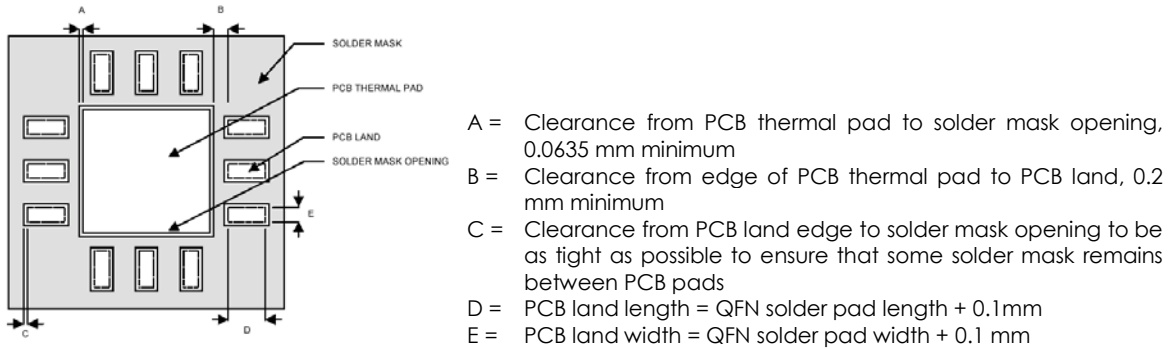 A
B
SOLDER MASK
PCB THERMAL PAD
PCB LAND
SOLDER MASK OPENING
E
C
D
A = Clearance from PCB thermal pad to solder mask opening,
0.0635 mm minimum
B = Clearance from edge of PCB thermal pad to PCB land, 0.2
mm minimum
C = Clearance from PCB land edge to solder mask opening to be
as tight as possible to ensure that some solder mask remains
between PCB pads
D = PCB land length = QFN solder pad length + 0.1mm
E = PCB land width = QFN solder pad width + 0.1 mm